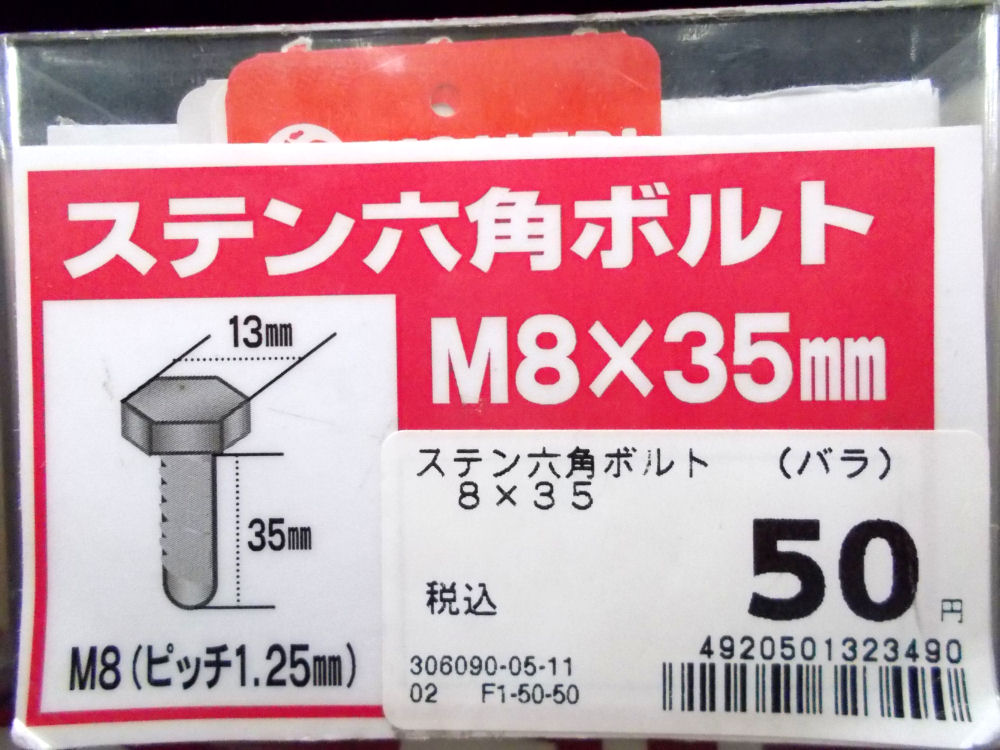 ステン六角ボルト
M8×35㎜
13㎜
35㎜
M8(ピッチ1.25㎜)
ステン六角ボルト (バラ)
8×35
税込
50円
4920501323490
306090-05-11
02 F1-50-50